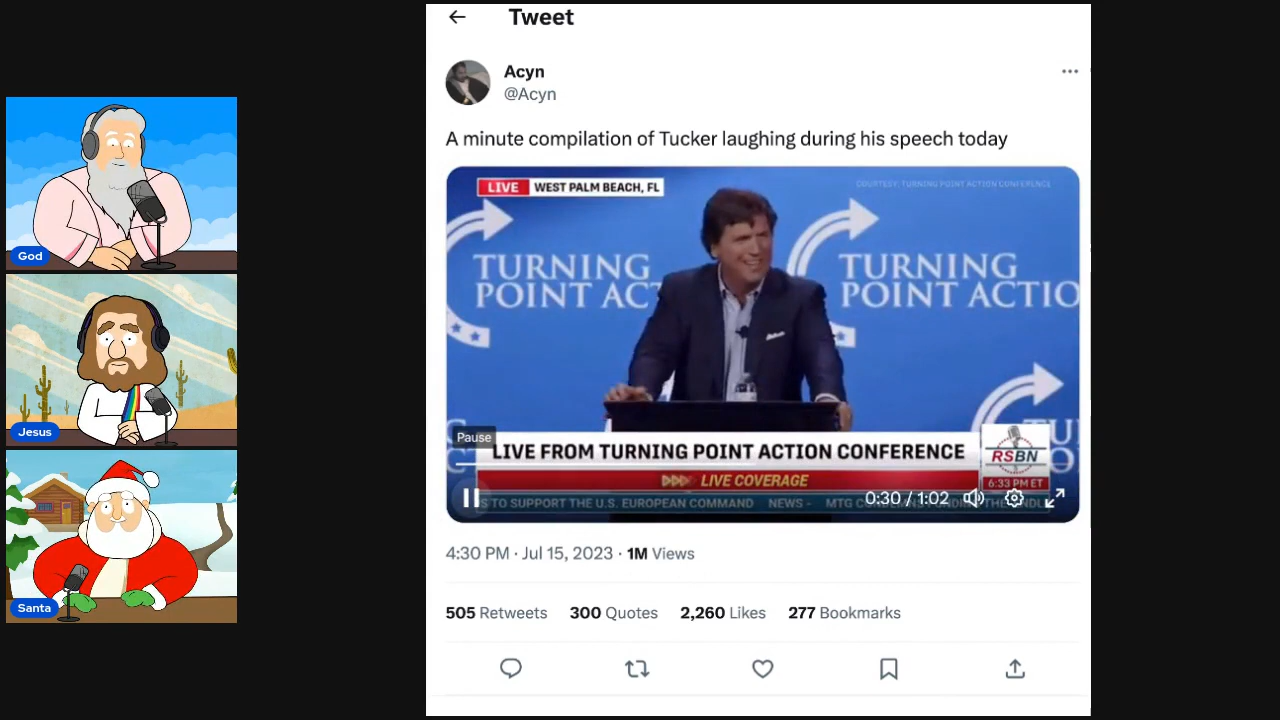 God
Jesus
Santa
Tweet
Acyn
@Acyn
A minute compilation of Tucker laughing during his speech today
LIVE WEST PALM BEACH, FL
COURTESY: TURNING POINT ACTION CONFERENCE
TURNING
POINT ACT
TURNING
POINT ACTIO
Pause
LIVE FROM TURNING POINT ACTION CONFERENCE
RSBN
LIVE COVERAGE
6:33 PM ET
S TO SUPPORT THE U.S. EUROPEAN COMMAND NEWS - MTG
0:30 / 1:02
4:30 PM · Jul 15, 2023 · 1M Views
505 Retweets 300 Quotes 2,260 Likes 277 Bookmarks